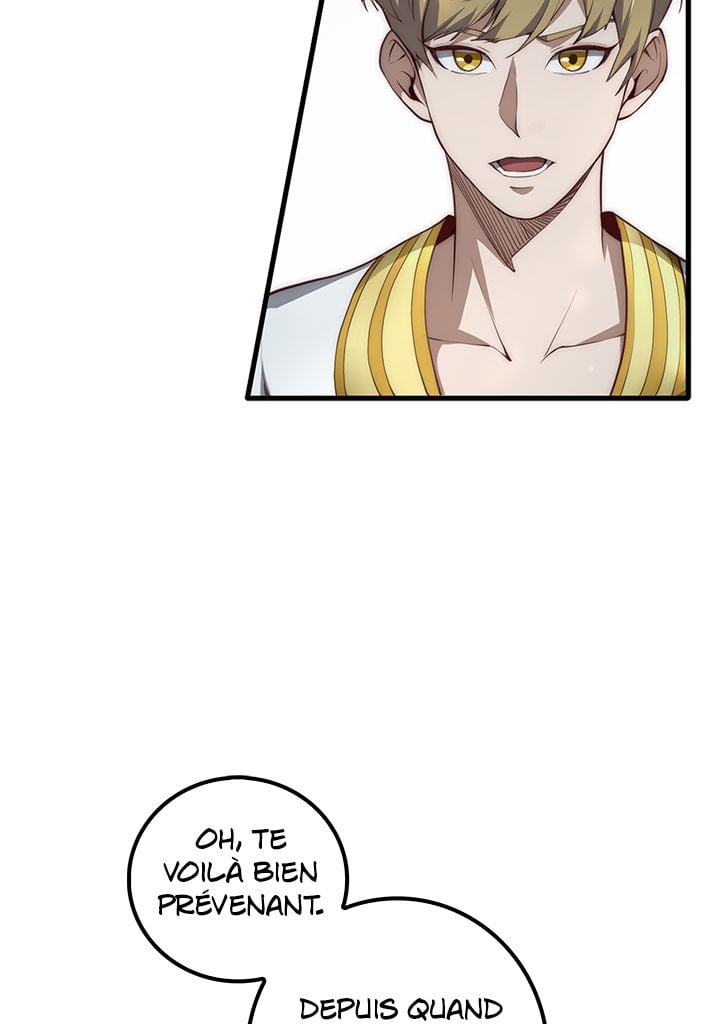 OH, TE
VOILÀ BIEN
PRÉVENANT.
DEPUIS QUAND